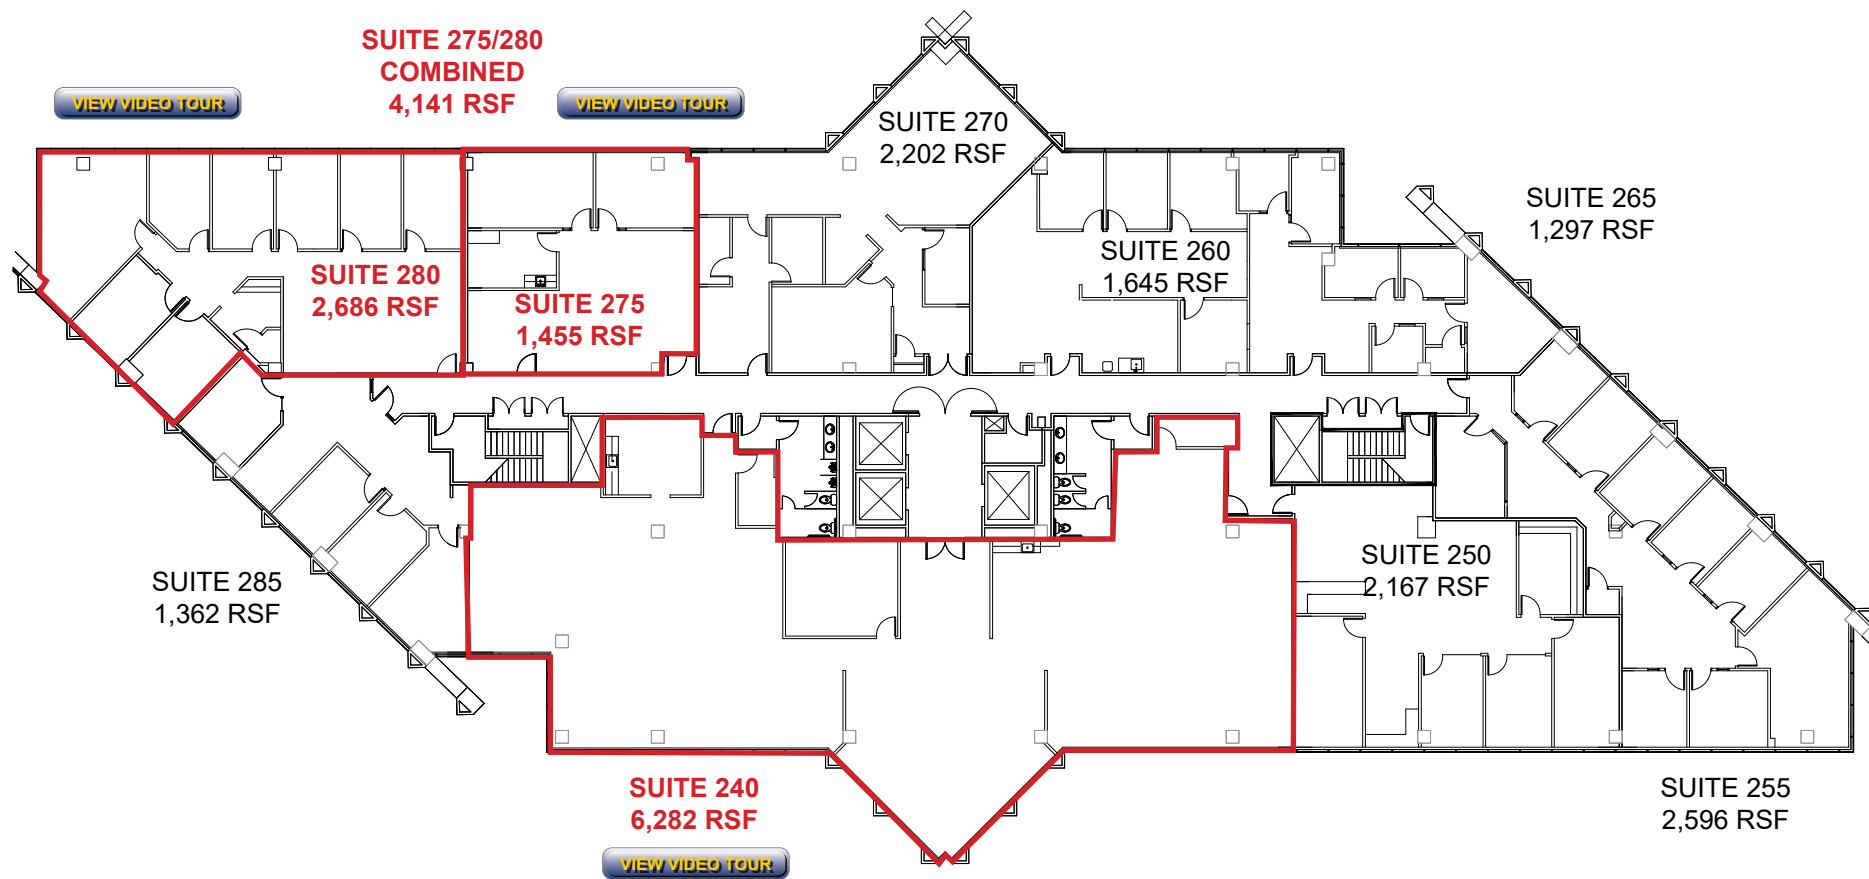 SUITE 275/280
COMBINED
4,141 RSF
VIEW VIDEO TOUR
VIEW VIDEO TOUR
SUITE 270
2,202 RSF
SUITE 265
1,297 RSF
SUITE 260
1,645 RSF
SUITE 280
2,686 RSF
SUITE 275
1,455 RSF
SUITE 285
1,362 RSF
SUITE 250
2,167 RSF
SUITE 240
6,282 RSF
VIEW VIDEO TOUR
SUITE 255
2,596 RSF